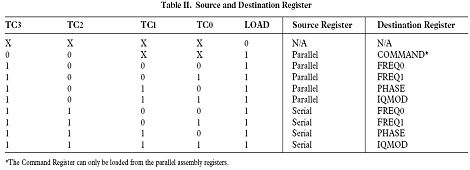 Table II. Source and Destination Register
TC3 TC2 TC1 TC0 LOAD Source Register Destination Register
X X X X 0 N/A N/A
0 0 X X 1 Parallel COMMAND*
1 0 0 0 1 Parallel FREQ0
1 0 0 1 1 Parallel FREQ1
1 0 1 0 1 Parallel PHASE
1 0 1 1 1 Parallel IQMOD
1 1 0 0 1 Serial FREQ0
1 1 0 1 1 Serial FREQ1
1 1 1 0 1 Serial PHASE
1 1 1 1 1 Serial IQMOD
*The Command Register can only be loaded from the parallel assembly registers.